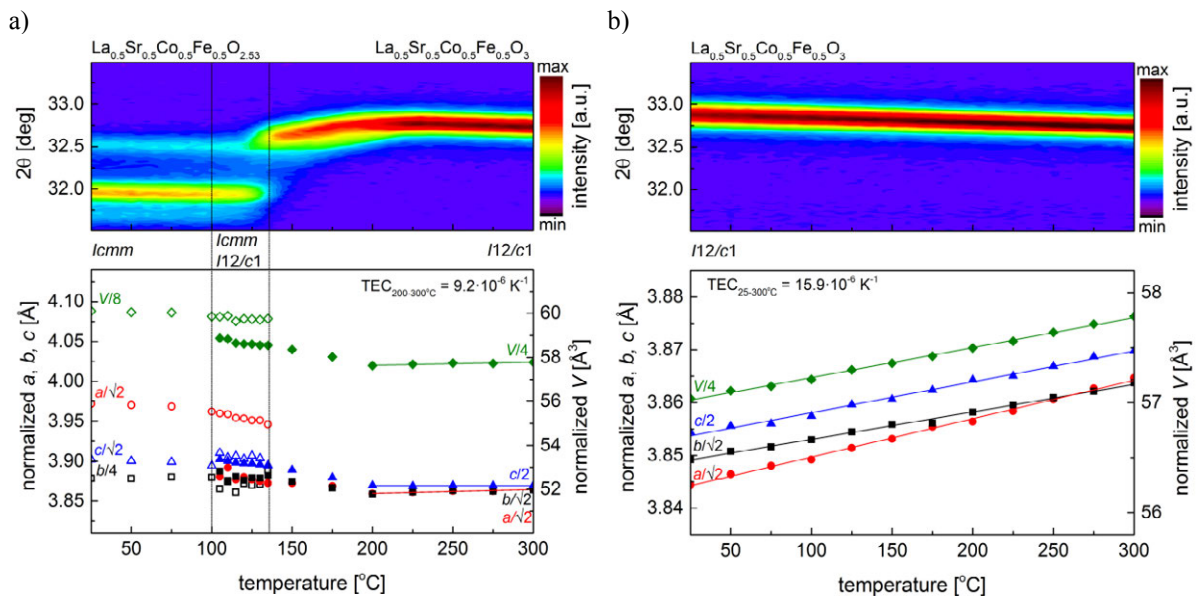 a)
La0.5Sr0.5Co0.5Fe0.5O2.53 La0.5Sr0.5Co0.5Fe0.5O3
2θ [deg]
33.0
32.5
32.0
max
intensity [a.u.]
min
Icmm
Icmm
I12/c1
I12/c1
TEC200-300°C = 9.2·10-6 K-1
normalized a, b, c [Å]
4.10
4.05
4.00
3.95
3.90
3.85
V/8
a/√2
c/√2
b/4
V/4
c/2
b/√2
a/√2
60
58
56
54
52
normalized V [Å3]
50 100 150 200 250 300
temperature [oC]
b)
La0.5Sr0.5Co0.5Fe0.5O3
2θ [deg]
33.0
32.5
32.0
max
intensity [a.u.]
min
I12/c1
TEC25-300°C = 15.9·10-6 K-1
normalized a, b, c [Å]
3.88
3.87
3.86
3.85
3.84
V/4
c/2
b/√2
a/√2
58
57
56
normalized V [Å3]
50 100 150 200 250 300
temperature [oC]